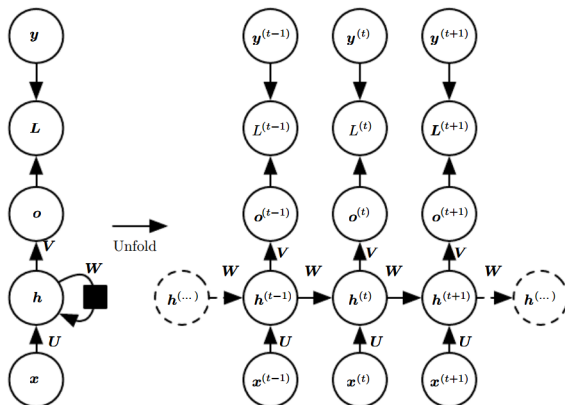 y y^{(t-1)} y^{(t)} y^{(t+1)}
L L^{(t-1)} L^{(t)} L^{(t+1)}
o o^{(t-1)} o^{(t)} o^{(t+1)}
Unfold
V V V V
W W W W W
h h^{(...)} h^{(t-1)} h^{(t)} h^{(t+1)} h^{(...)}
U U U U
x x^{(t-1)} x^{(t)} x^{(t+1)}